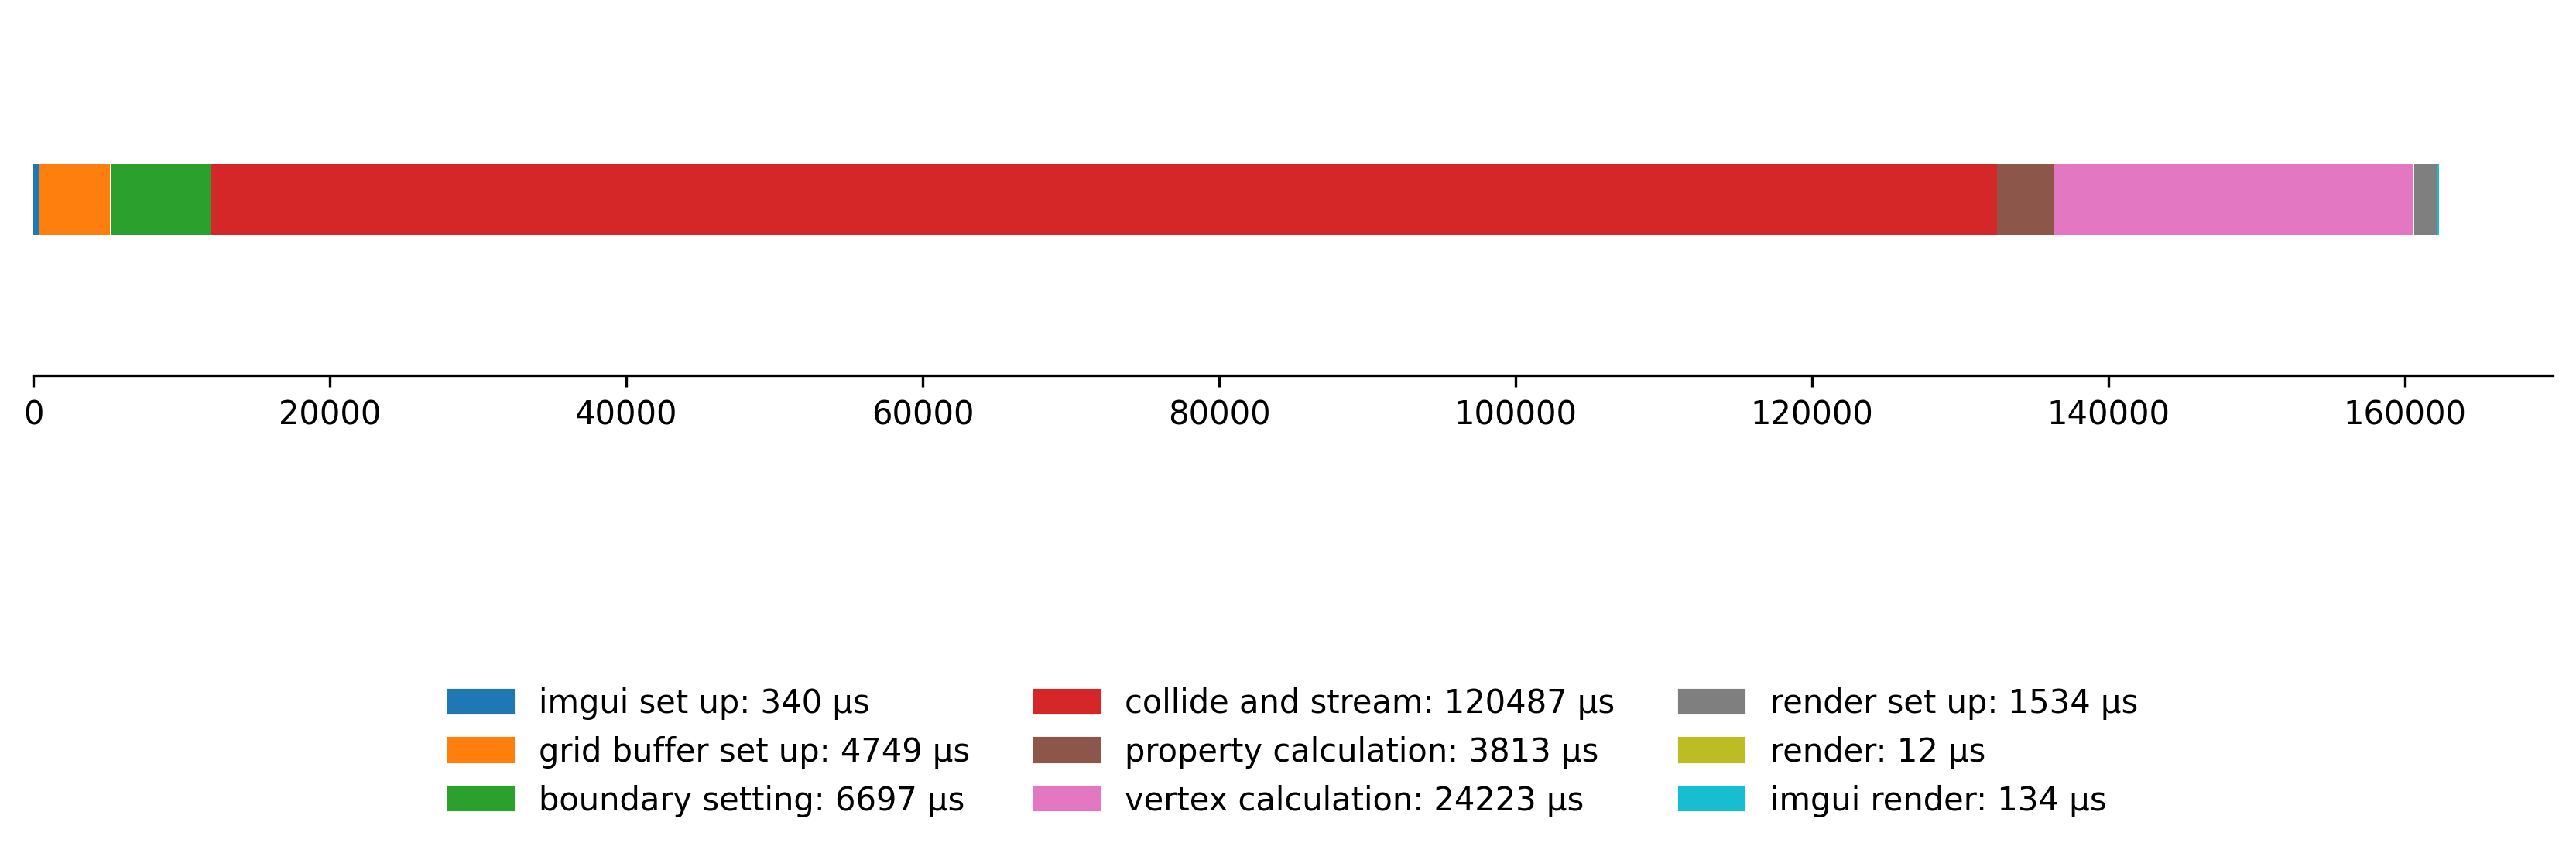 0 20000 40000 60000 80000 100000 120000 140000 160000
imgui set up: 340 µs
grid buffer set up: 4749 µs
boundary setting: 6697 µs
collide and stream: 120487 µs
property calculation: 3813 µs
vertex calculation: 24223 µs
render set up: 1534 µs
render: 12 µs
imgui render: 134 µs